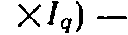 ×I_q) —